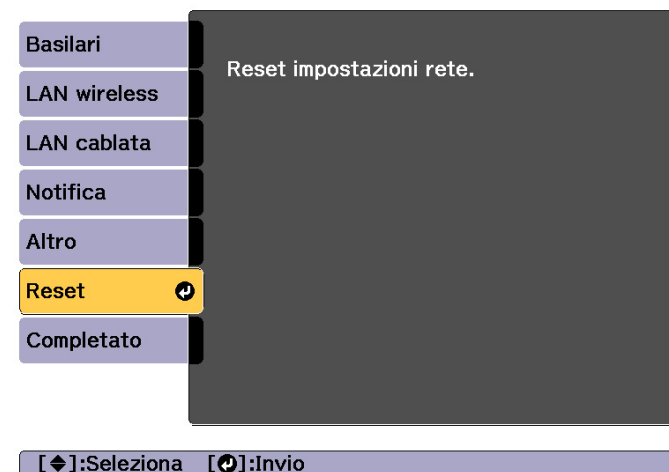 Basilari
LAN wireless
LAN cablata
Notifica
Altro
Reset
Completato
Reset impostazioni rete.
[◆]:Seleziona [↵]:Invio